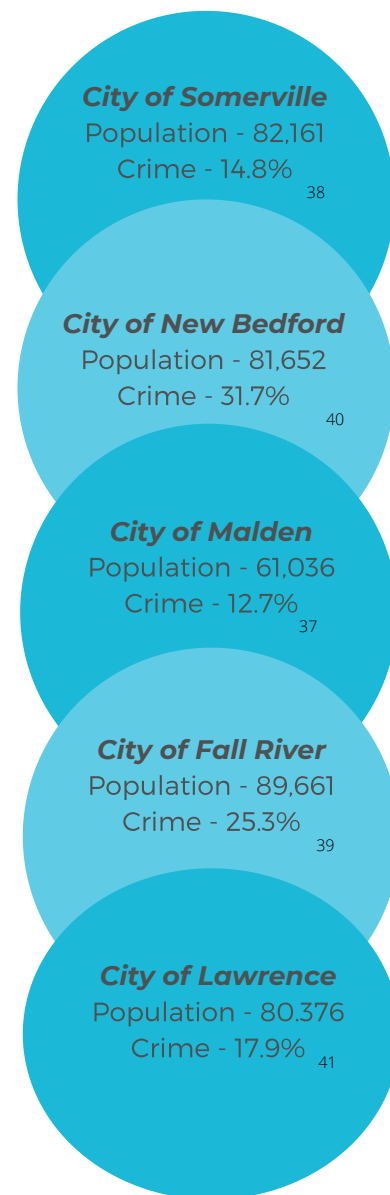 City of Somerville
Population - 82,161
Crime - 14.8%
38
City of New Bedford
Population - 81,652
Crime - 31.7%
40
City of Malden
Population - 61,036
Crime - 12.7%
37
City of Fall River
Population - 89,661
Crime - 25.3%
39
City of Lawrence
Population - 80.376
Crime - 17.9%
41